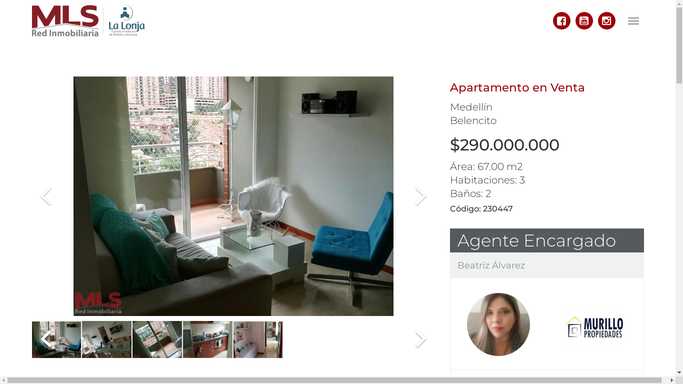 MLS
Red Inmobiliaria
La Lonja
Apartamento en Venta
Medellín
Belencito
$290.000.000
Área: 67.00 m2
Habitaciones: 3
Baños: 2
Código: 230447
Agente Encargado
Beatriz Álvarez
MLS
Red Inmobiliaria
MURILLO
PROPIEDADES